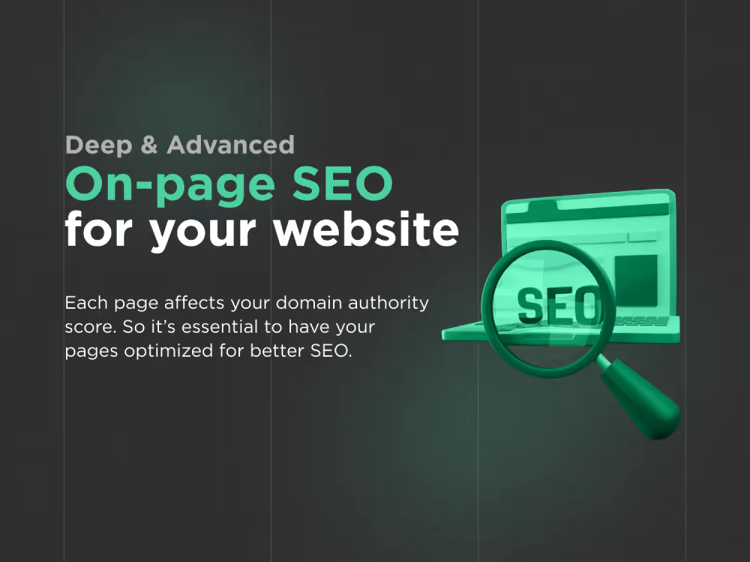 Deep & Advanced
On-page SEO
for your website
Each page affects your domain authority
score. So it's essential to have your
pages optimized for better SEO.
SEO